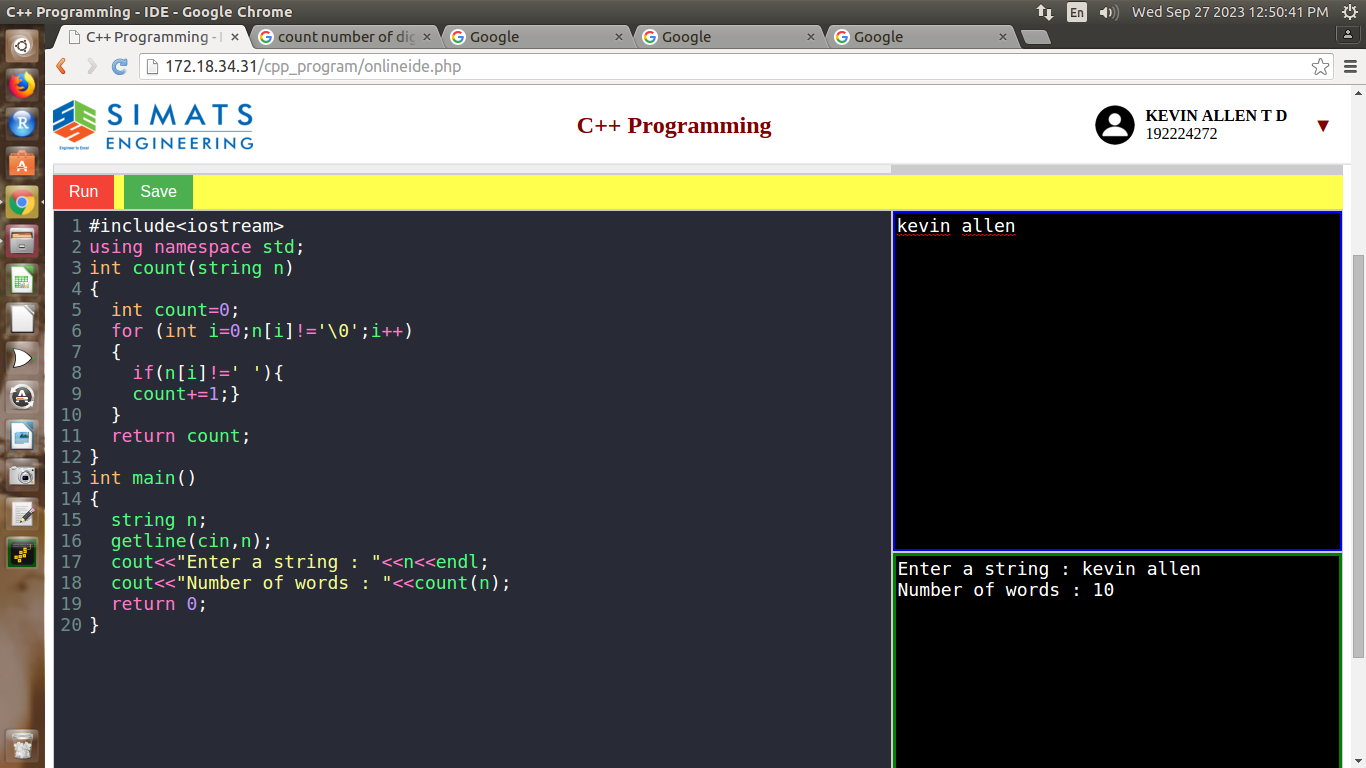 C++ Programming - IDE - Google Chrome
En
Wed Sep 27 2023 12:50:41 PM
C++ Programming - I
count number of dig
Google
Google
Google
172.18.34.31/cpp_program/onlineide.php
SIMATS
ENGINEERING
Engineer to Excel
C++ Programming
KEVIN ALLEN T D
192224272
Run
Save
1 #include<iostream>
2 using namespace std;
3 int count(string n)
4 {
5   int count=0;
6   for (int i=0;n[i]!='\0';i++)
7   {
8     if(n[i]!=' '){
9     count+=1;}
10   }
11   return count;
12 }
13 int main()
14 {
15   string n;
16   getline(cin,n);
17   cout<<"Enter a string : "<<n<<endl;
18   cout<<"Number of words : "<<count(n);
19   return 0;
20 }
kevin allen
Enter a string : kevin allen
Number of words : 10